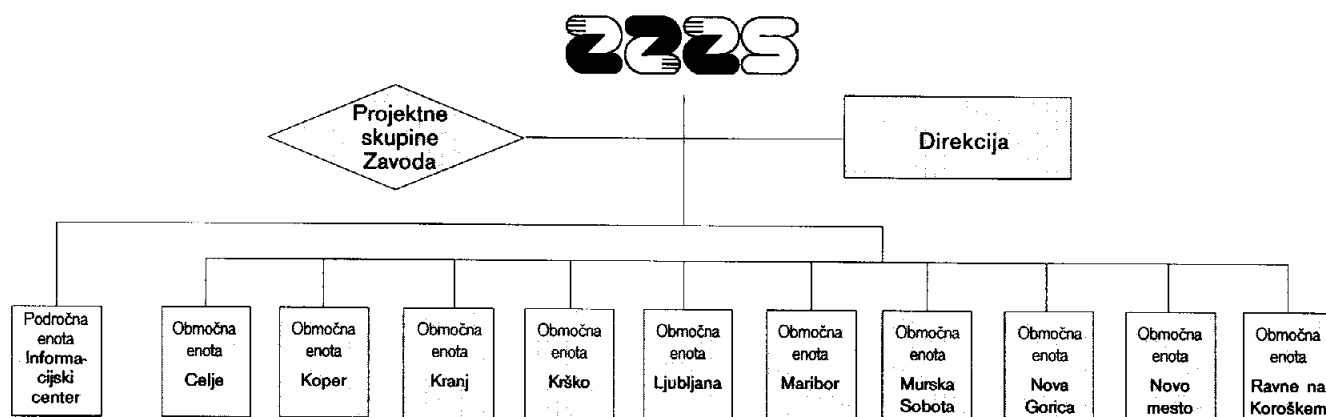 ZZZS
Projektne
skupine
Zavoda
Direkcija
Področna
enota
Informa-
cijski
center
Območna
enota
Celje
Območna
enota
Koper
Območna
enota
Kranj
Območna
enota
Krško
Območna
enota
Ljubljana
Območna
enota
Maribor
Območna
enota
Murska
Sobota
Območna
enota
Nova
Gorica
Območna
enota
Novo
mesto
Območna
enota
Ravne na
Koroškem